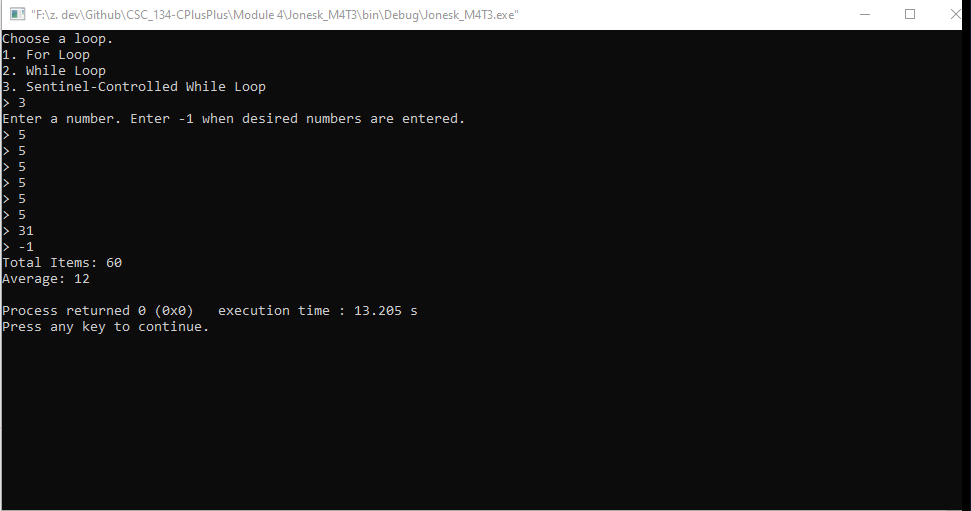 "F:\z. dev\Github\CSC_134-CPlusPlus\Module 4\Jonesk_M4T3\bin\Debug\Jonesk_M4T3.exe"
Choose a loop.
1. For Loop
2. While Loop
3. Sentinel-Controlled While Loop
> 3
Enter a number. Enter -1 when desired numbers are entered.
> 5
> 5
> 5
> 5
> 5
> 5
> 31
> -1
Total Items: 60
Average: 12
Process returned 0 (0x0)   execution time : 13.205 s
Press any key to continue.